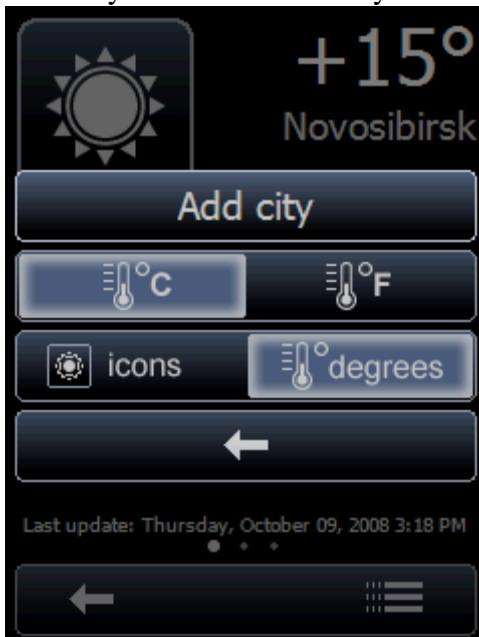 +15°
Novosibirsk
Add city
°C
°F
icons
°degrees
Last update: Thursday, October 09, 2008 3:18 PM